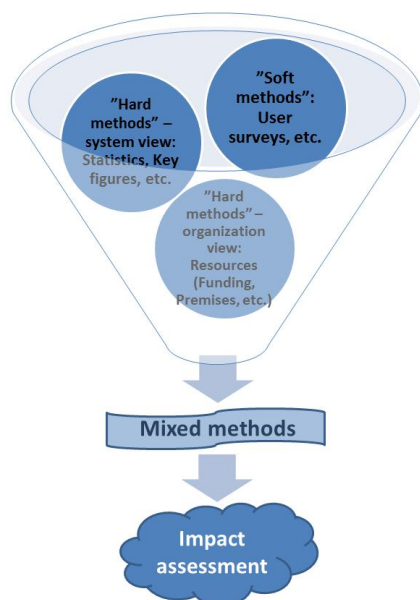 ”Hard
methods” –
system view:
Statistics, Key
figures, etc.
”Soft
methods”:
User
surveys, etc.
”Hard
methods” –
organization
view:
Resources
(Funding,
Premises, etc.)
Mixed methods
Impact
assessment